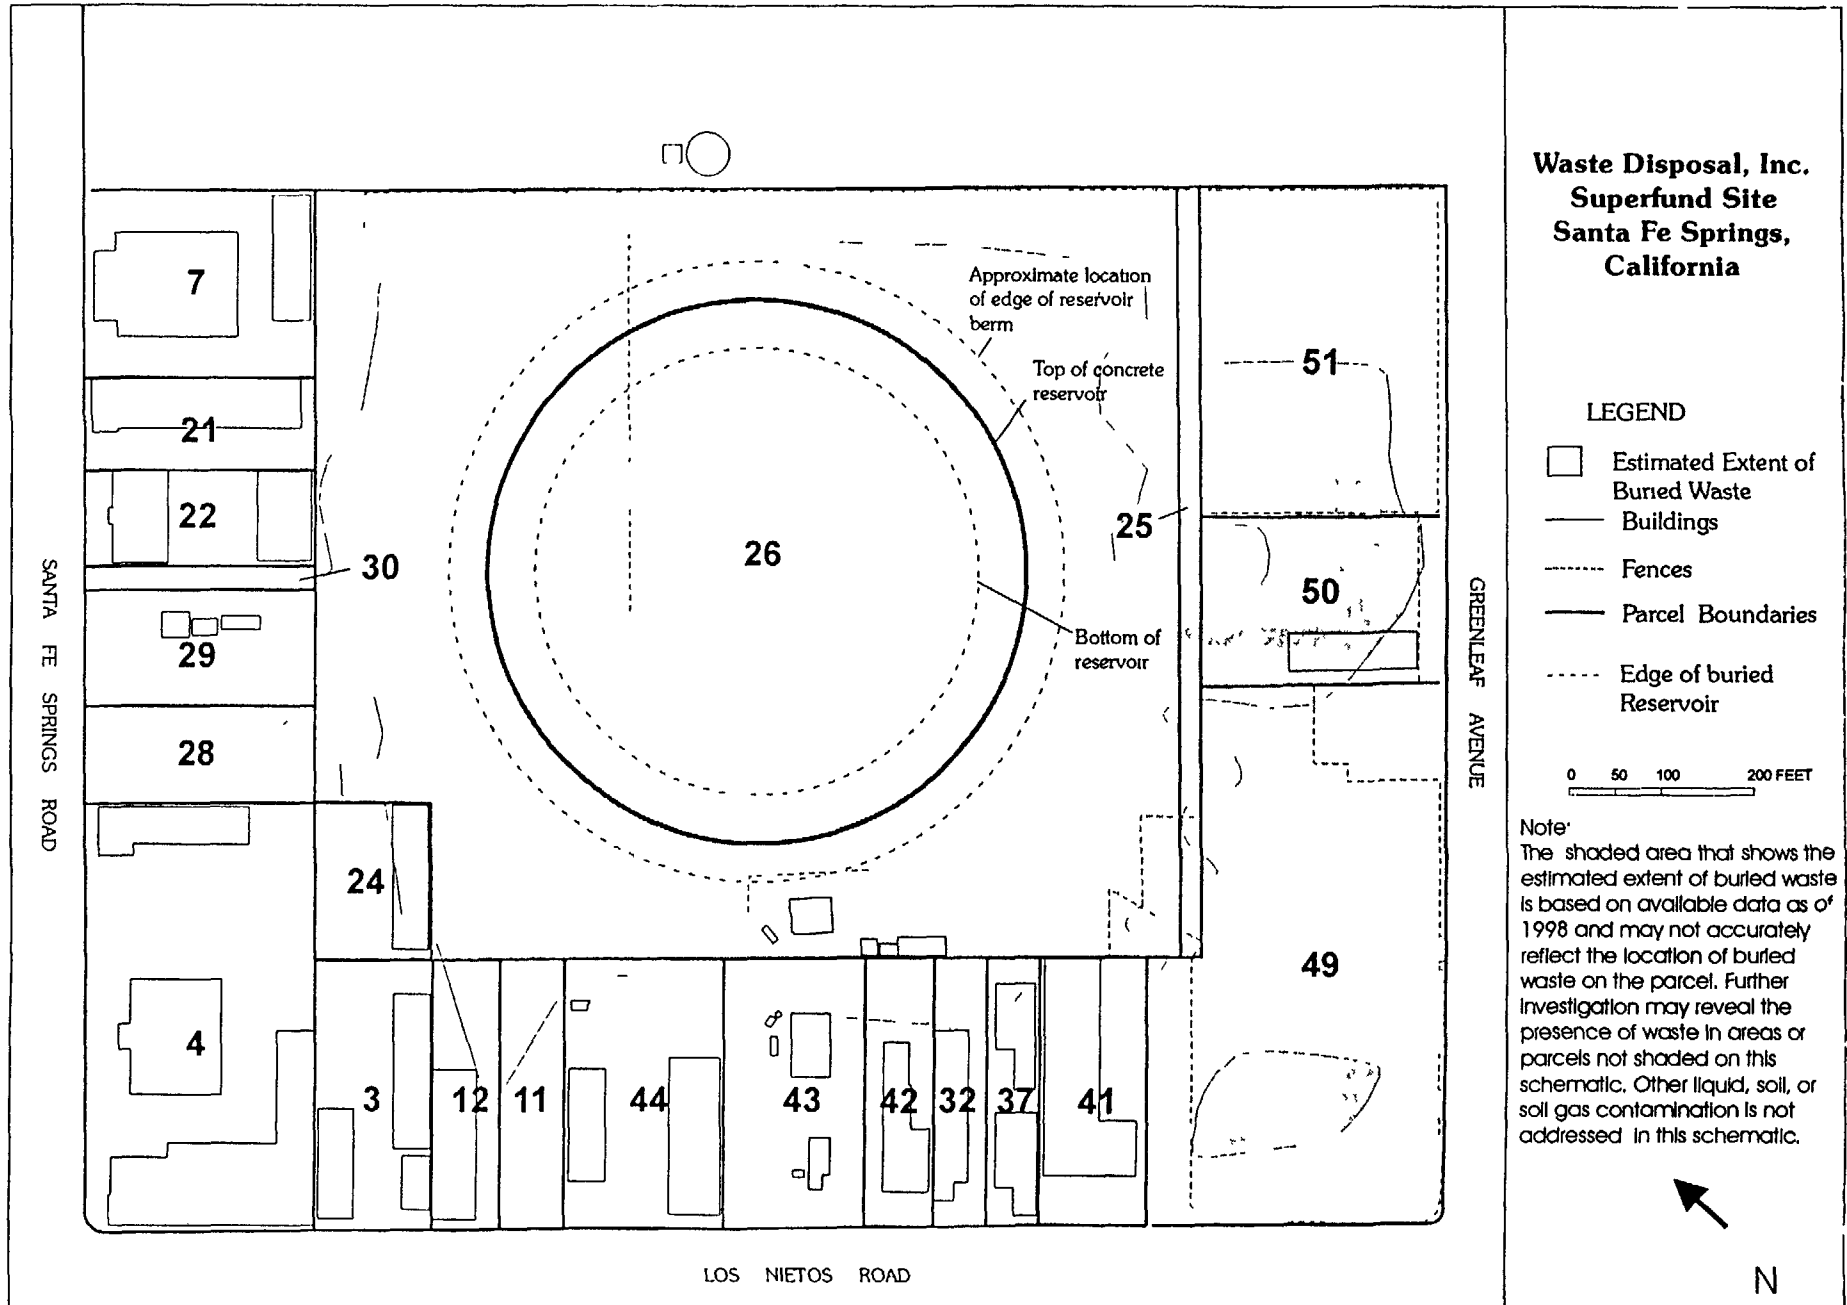 Waste Disposal, Inc.
Superfund Site
Santa Fe Springs,
California
LEGEND
Estimated Extent of
Buried Waste
Buildings
Fences
Parcel Boundaries
Edge of buried
Reservoir
0 50 100 200 FEET
Note:
The shaded area that shows the
estimated extent of buried waste
is based on available data as of
1998 and may not accurately
reflect the location of buried
waste on the parcel. Further
investigation may reveal the
presence of waste in areas or
parcels not shaded on this
schematic. Other liquid, soil, or
soil gas contamination is not
addressed in this schematic.
N
Approximate location
of edge of reservoir
berm
Top of concrete
reservoir
Bottom of
reservoir
7
21
22
30
29
28
24
4
26
25
51
50
49
3
12
11
44
43
42
32
37
41
SANTA FE SPRINGS ROAD
GREENLEAF AVENUE
LOS NIETOS ROAD